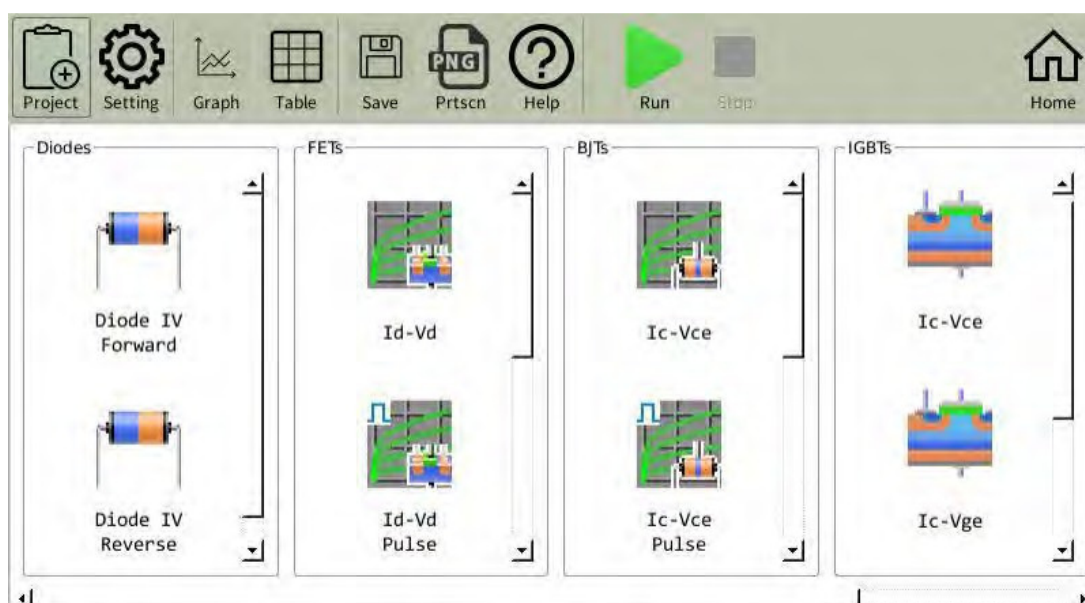 PNG
Project
Setting
Graph
Table
Save
Prtscn
Help
Run
Stop
Home
Diodes
Diode IV
Forward
Diode IV
Reverse
FETs
Id-Vd
Id-Vd
Pulse
BJTs
Ic-Vce
Ic-Vce
Pulse
IGBTs
Ic-Vce
Ic-Vge